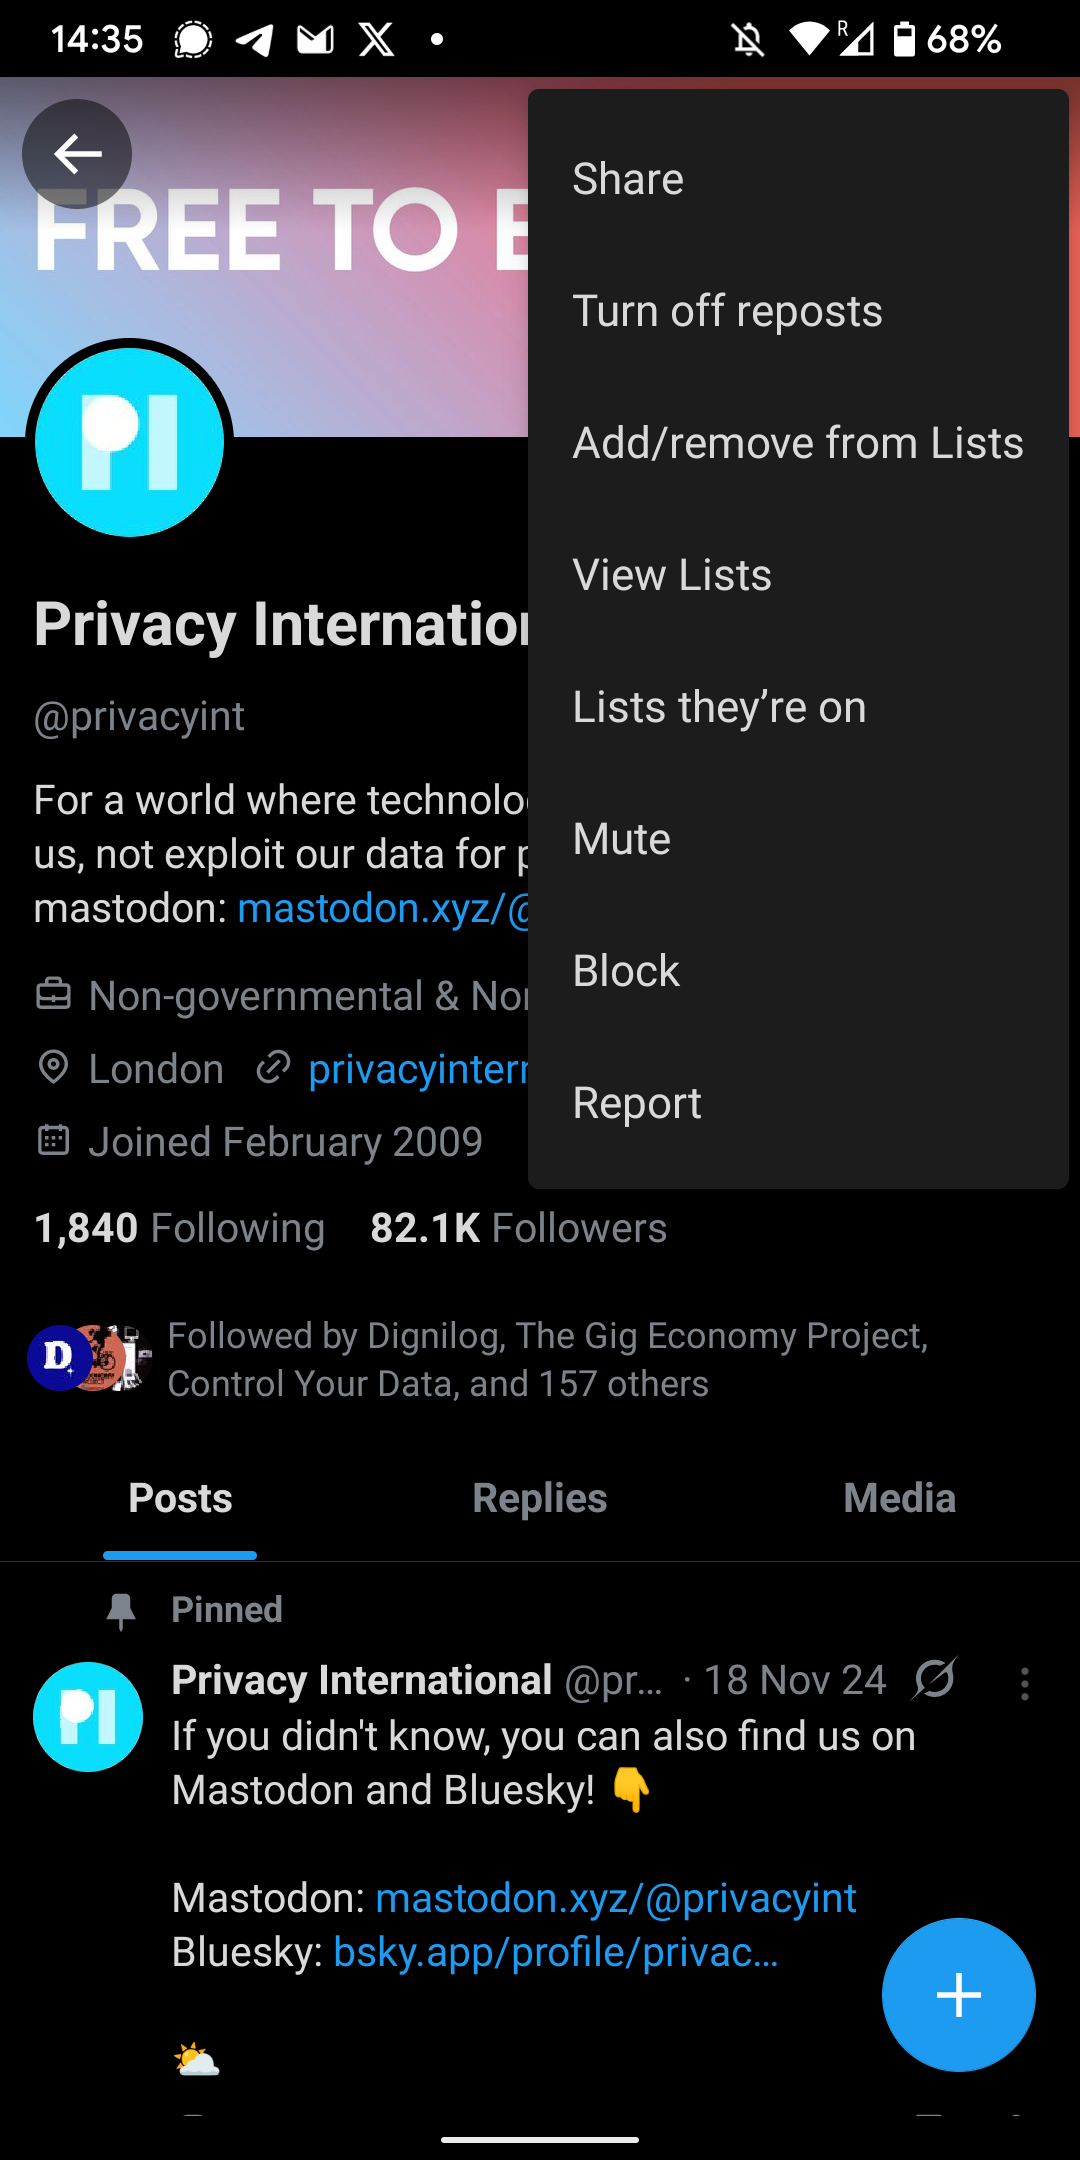 14:35
R
68%
FREE TO
Share
Turn off reposts
Add/remove from Lists
View Lists
Lists they’re on
Mute
Block
Report
PI
Privacy Internation
@privacyint
For a world where technolo
us, not exploit our data for
mastodon: mastodon.xyz/@
Non-governmental & Non
London privacyintern
Joined February 2009
1,840 Following 82.1K Followers
D
Followed by Dignilog, The Gig Economy Project,
Control Your Data, and 157 others
Posts Replies Media
Pinned
PI
Privacy International @pr... · 18 Nov 24
If you didn't know, you can also find us on
Mastodon and Bluesky! 👇
Mastodon: mastodon.xyz/@privacyint
Bluesky: bsky.app/profile/privac...
⛅